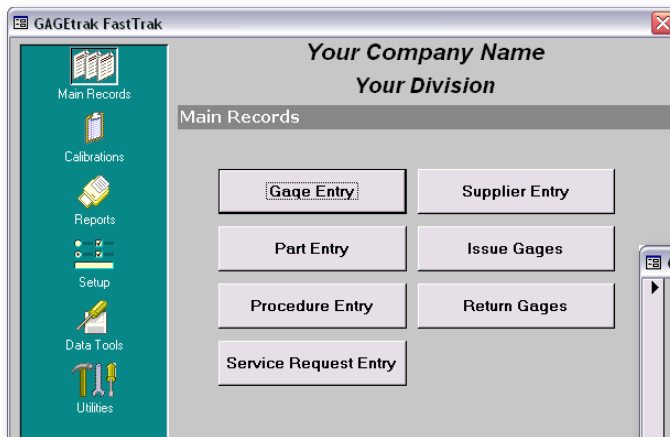 GAGEtrak FastTrak
Your Company Name
Your Division
Main Records
Main Records
Calibrations
Reports
Setup
Data Tools
Utilities
Gage Entry
Supplier Entry
Part Entry
Issue Gages
Procedure Entry
Return Gages
Service Request Entry